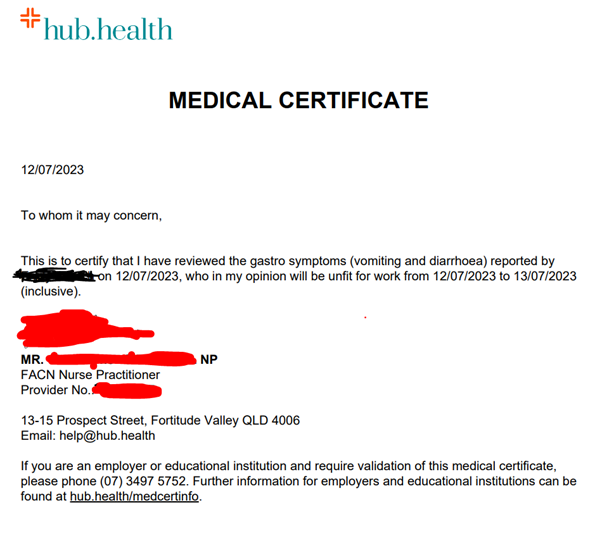 hub.health
MEDICAL CERTIFICATE
12/07/2023
To whom it may concern,
This is to certify that I have reviewed the gastro symptoms (vomiting and diarrhoea) reported by
on 12/07/2023, who in my opinion will be unfit for work from 12/07/2023 to 13/07/2023
(inclusive).
MR. NP
FACN Nurse Practitioner
Provider No.:
13-15 Prospect Street, Fortitude Valley QLD 4006
Email: help@hub.health
If you are an employer or educational institution and require validation of this medical certificate,
please phone (07) 3497 5752. Further information for employers and educational institutions can be
found at hub.health/medcertinfo.